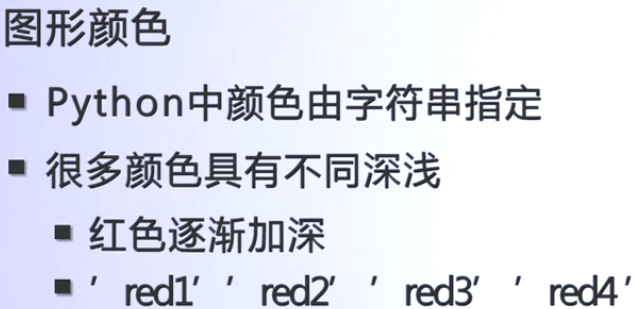 图形颜色
■ Python中颜色由字符串指定
■ 很多颜色具有不同深浅
■ 红色逐渐加深
■ ′red1′ ′red2′ ′red3′ ′red4′